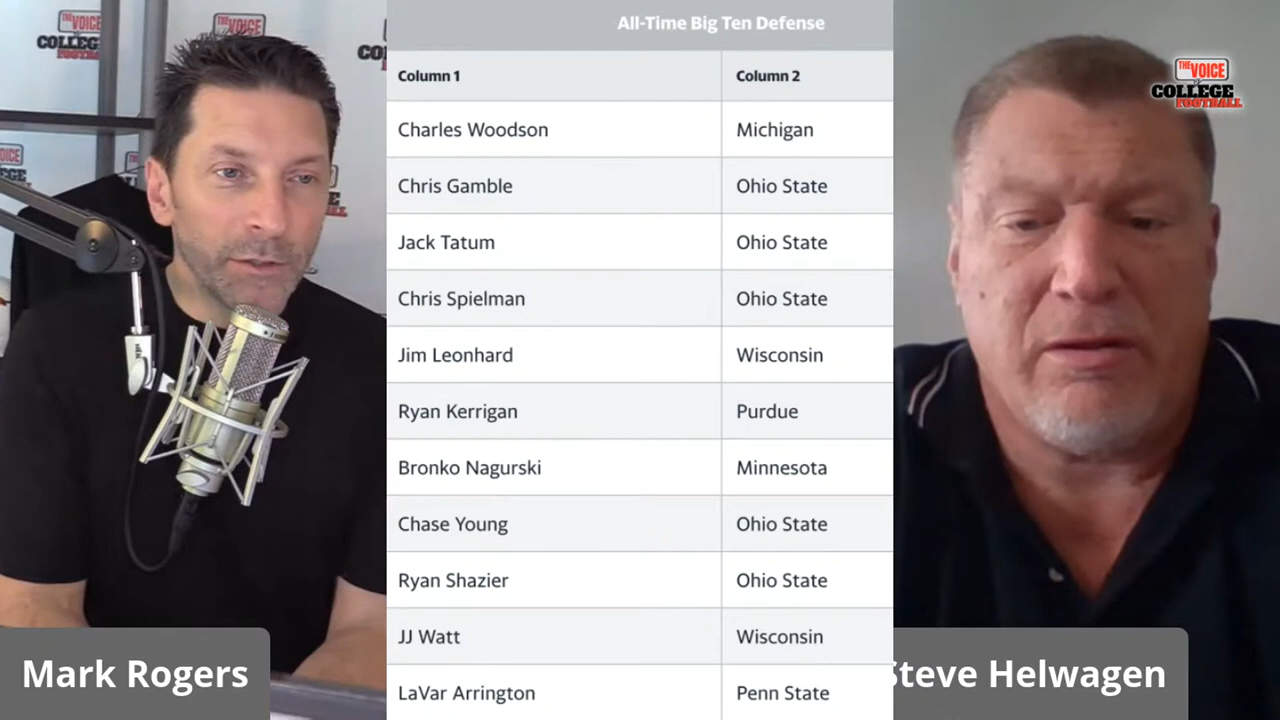 All-Time Big Ten Defense
Column 1 Column 2
Charles Woodson Michigan
Chris Gamble Ohio State
Jack Tatum Ohio State
Chris Spielman Ohio State
Jim Leonhard Wisconsin
Ryan Kerrigan Purdue
Bronko Nagurski Minnesota
Chase Young Ohio State
Ryan Shazier Ohio State
JJ Watt Wisconsin
LaVar Arrington Penn State
THE VOICE
COLLEGE
FOOTBALL
Mark Rogers
Steve Helwagen